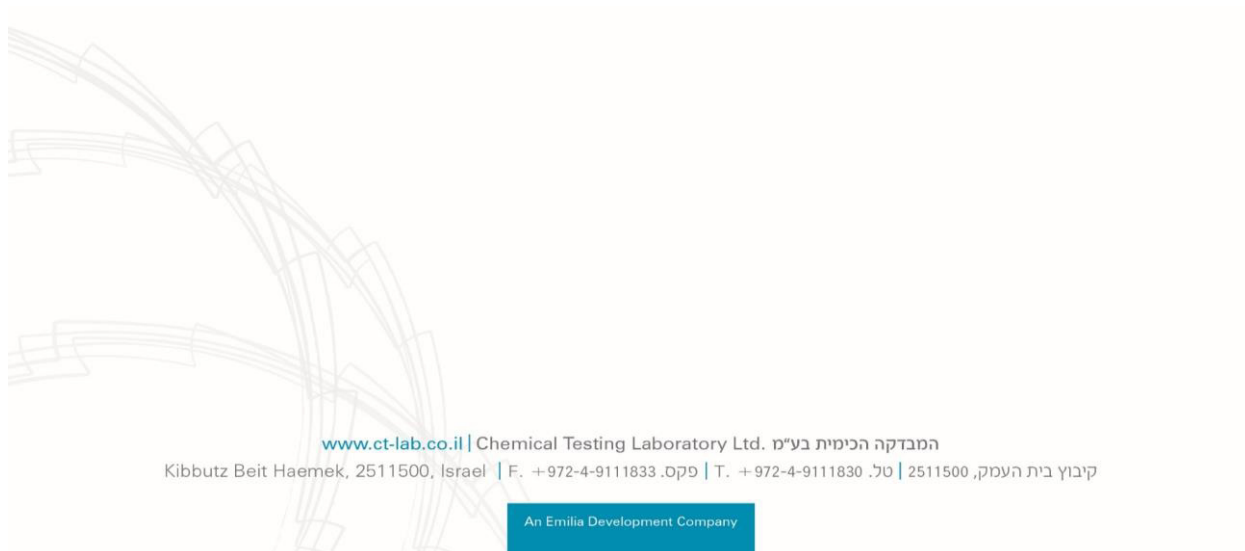 www.ct-lab.co.il | Chemical Testing Laboratory Ltd. המבדקה הכימית בע״מ
Kibbutz Beit Haemek, 2511500, Israel | F. +972-4-9111833 .פקס | T. +972-4-9111830 .טל | 2511500 ,קיבוץ בית העמק
An Emilia Development Company